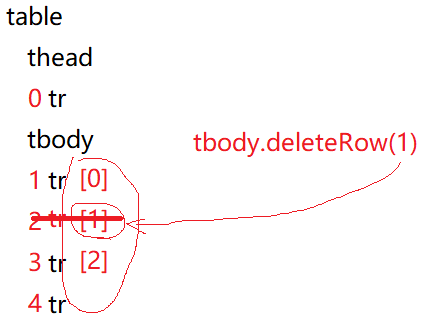 table
thead
0 tr
tbody
tbody.deleteRow(1)
1 tr [0]
2 tr [1]
3 tr [2]
4 tr